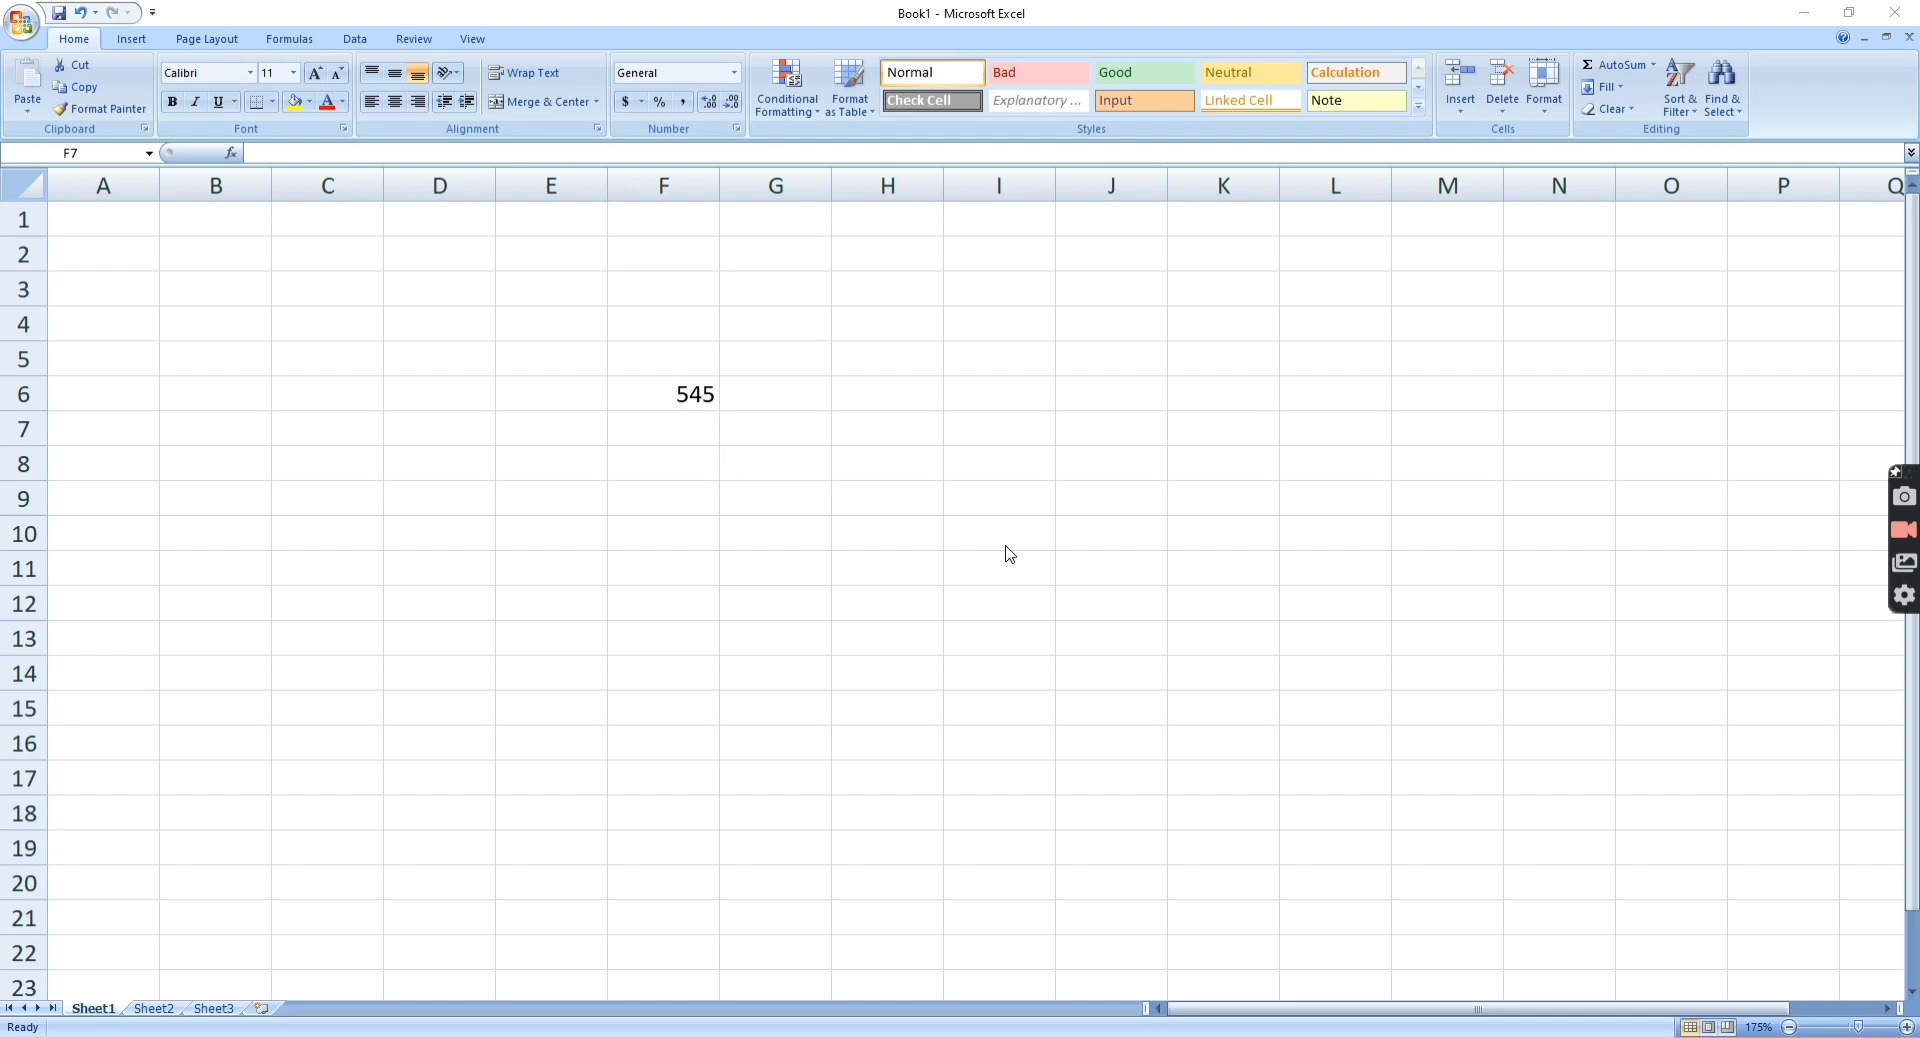 Book1 - Microsoft Excel
Home Insert Page Layout Formulas Data Review View
Paste
Cut
Copy
Format Painter
Clipboard
Calibri 11
B I U
Font
Wrap Text
Merge & Center
Alignment
General
$ % ,
Number
Conditional Formatting
Format as Table
Normal Bad Good Neutral Calculation
Check Cell Explanatory ... Input Linked Cell Note
Styles
Insert Delete Format
Cells
Σ AutoSum
Fill
Clear
Sort & Filter
Find & Select
Editing
F7 fx
A B C D E F G H I J K L M N O P Q
1
2
3
4
5
6 545
7
8
9
10
11
12
13
14
15
16
17
18
19
20
21
22
23
Sheet1 Sheet2 Sheet3
Ready 175%